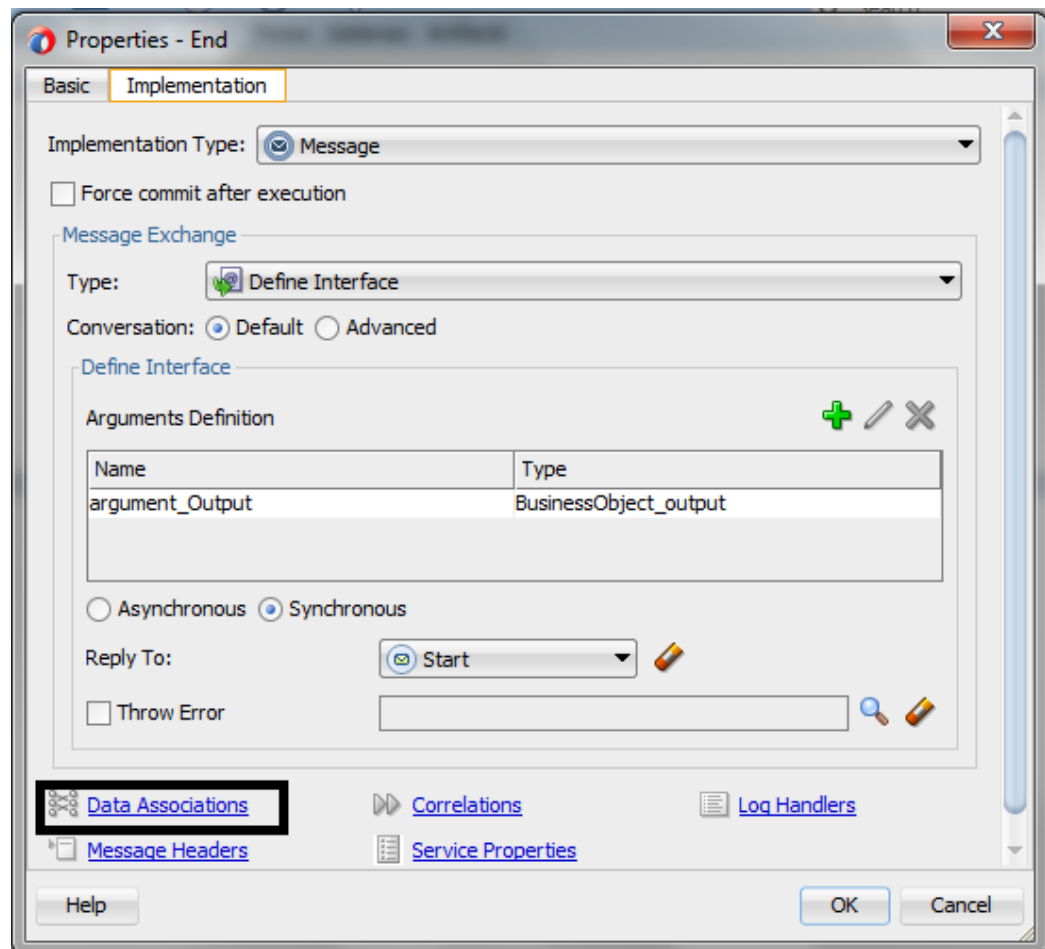 Properties - End
Basic Implementation
Implementation Type: Message
Force commit after execution
Message Exchange
Type: Define Interface
Conversation: Default Advanced
Define Interface
Arguments Definition
Name Type
argument_Output BusinessObject_output
Asynchronous Synchronous
Reply To: Start
Throw Error
Data Associations Correlations Log Handlers
Message Headers Service Properties
Help OK Cancel